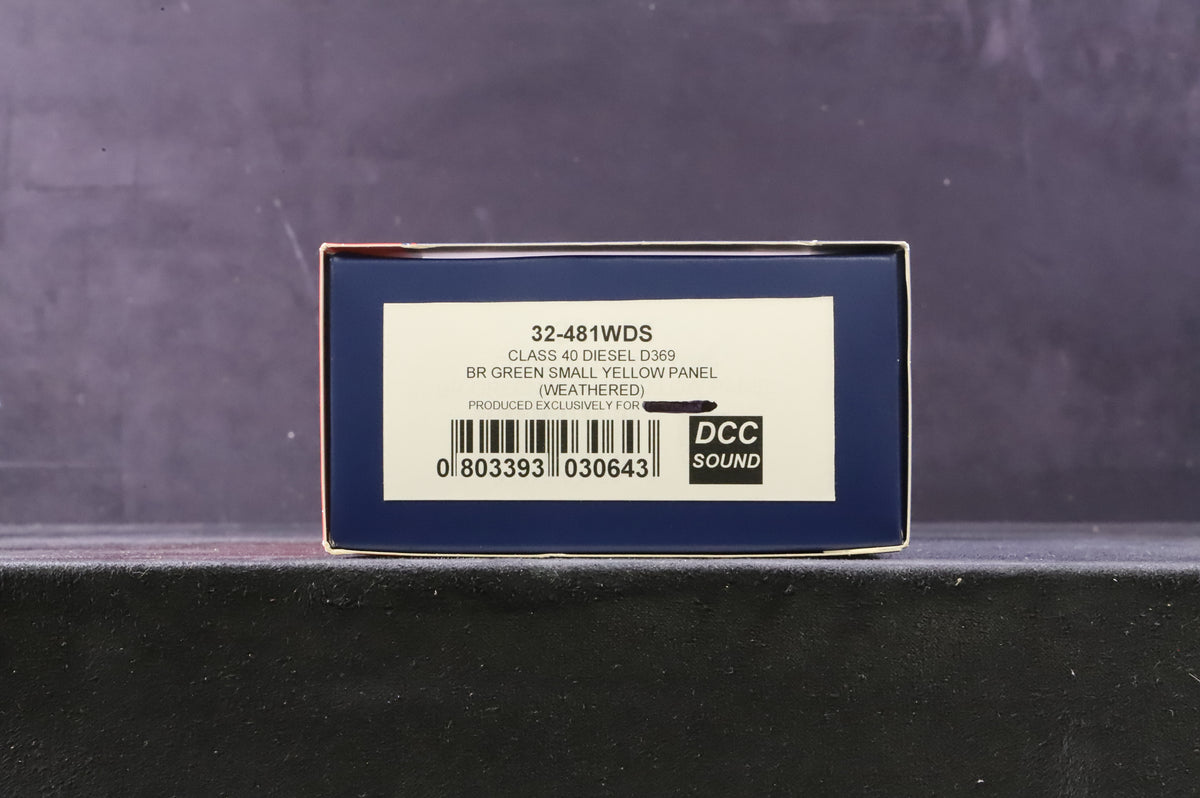 32-481WDS
CLASS 40 DIESEL D369
BR GREEN SMALL YELLOW PANEL
(WEATHERED)
PRODUCED EXCLUSIVELY FOR
0 803393 030643
DCC
SOUND